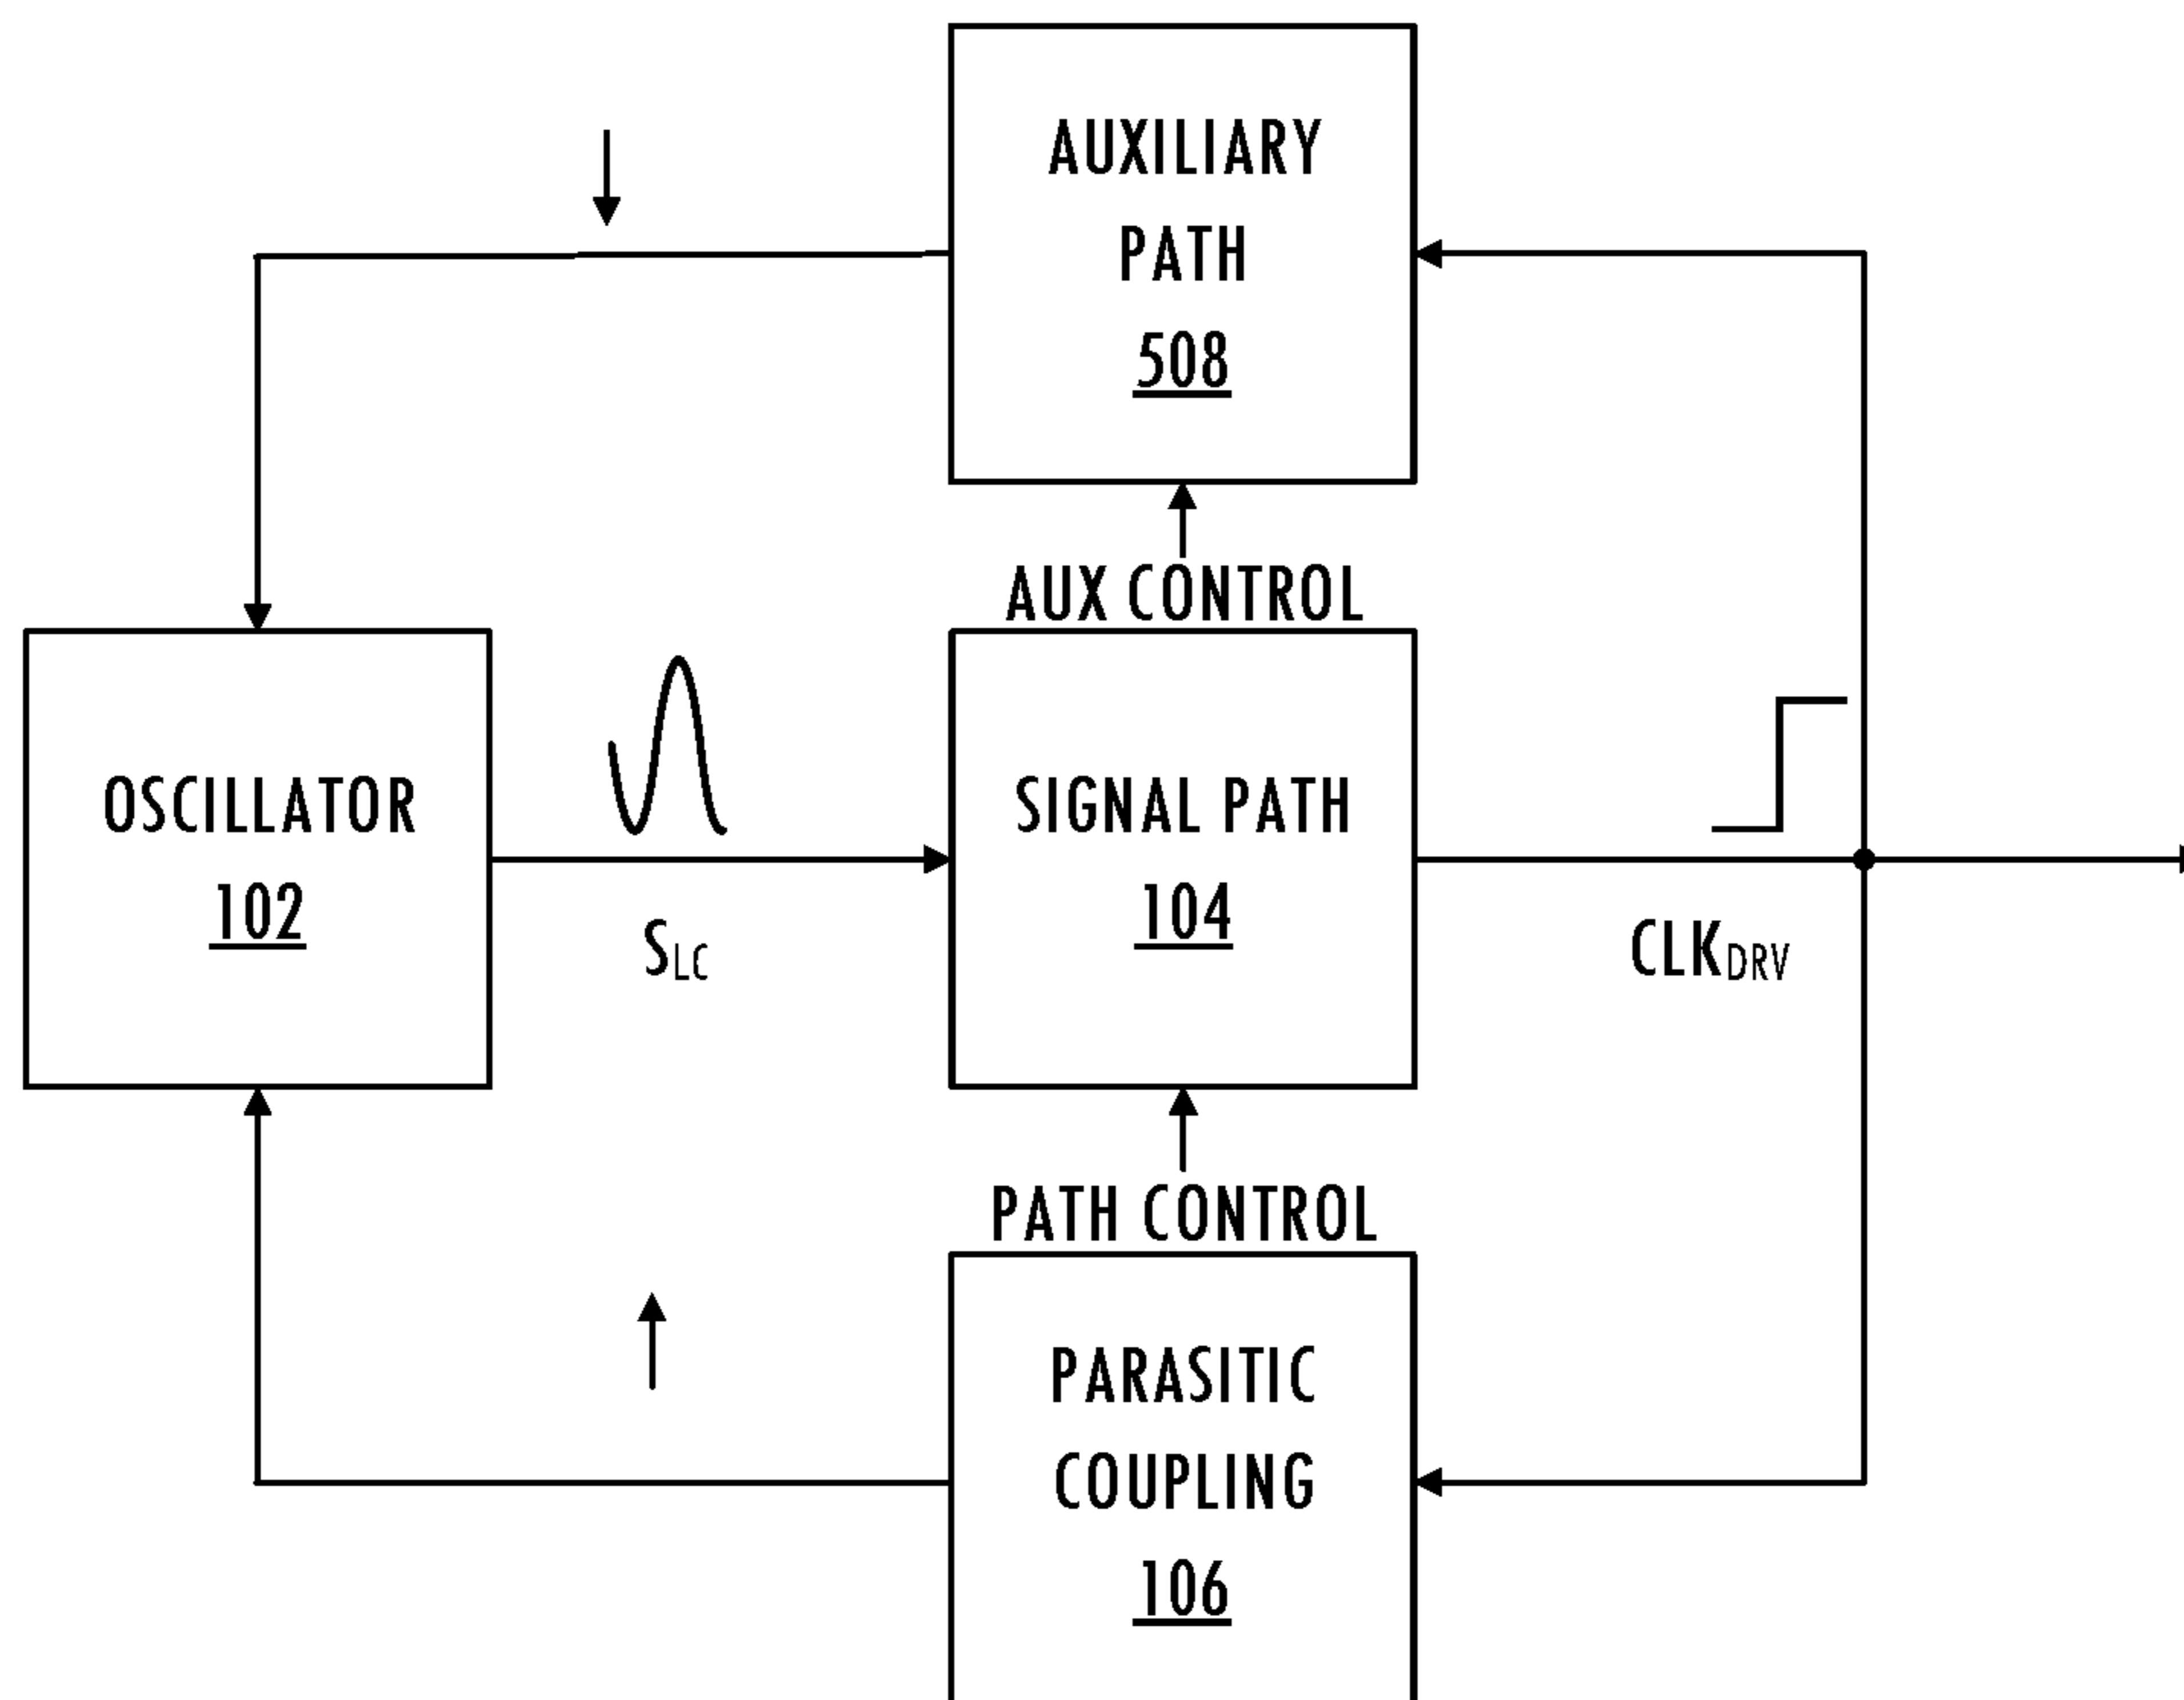 AUXILIARY
PATH
508
AUX CONTROL
OSCILLATOR
102
SLC
SIGNAL PATH
104
CLKDRV
PATH CONTROL
PARASITIC
COUPLING
106